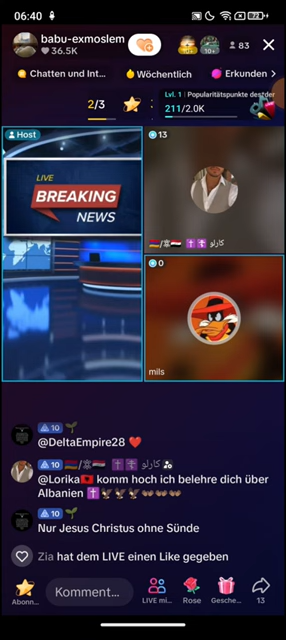 06:40
72
babu-exmoslem
36.5K
10+
83
Chatten und Int...
Wöchentlich
Erkunden
2/3
Lvl. 1 | Popularitätspunkte des
211/2.0K
Host
13
LIVE
BREAKING
NEWS
كارلو
0
mils
10
@DeltaEmpire28 ❤️
10 كارلو
@Lorika🇦🇱 komm hoch ich belehre dich über
Albanien ✝️🦅🦅🦅🤝🏽🤝🏽🤝🏽
10
Nur Jesus Christus ohne Sünde
Zia hat dem LIVE einen Like gegeben
Abonn...
Komment...
LIVE mi...
Rose
Gesche...
13